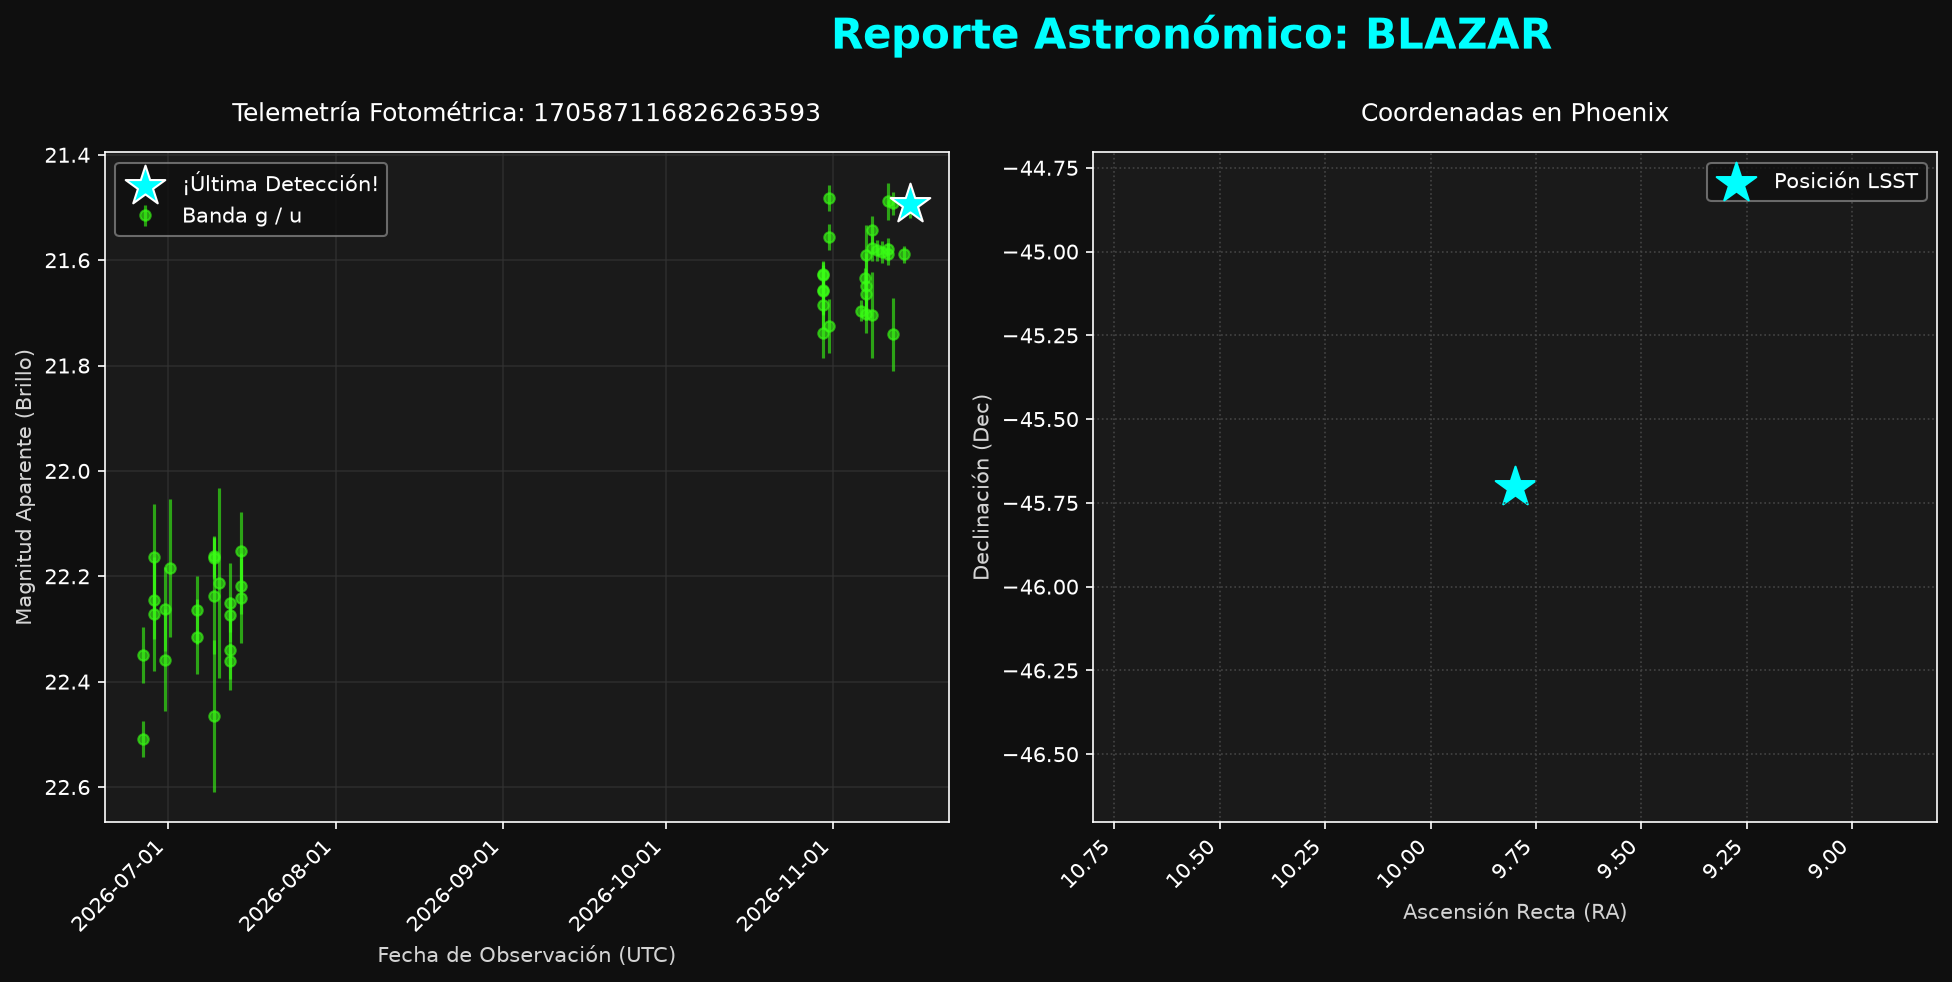 Reporte Astronómico: BLAZAR
Telemetría Fotométrica: 170587116826263593
¡Última Detección!
Banda g / u
Magnitud Aparente (Brillo)
21.4
21.6
21.8
22.0
22.2
22.4
22.6
2026-07-01
2026-08-01
2026-09-01
2026-10-01
2026-11-01
Fecha de Observación (UTC)
Coordenadas en Phoenix
Posición LSST
Declinación (Dec)
−44.75
−45.00
−45.25
−45.50
−45.75
−46.00
−46.25
−46.50
10.75
10.50
10.25
10.00
9.75
9.50
9.25
9.00
Ascensión Recta (RA)